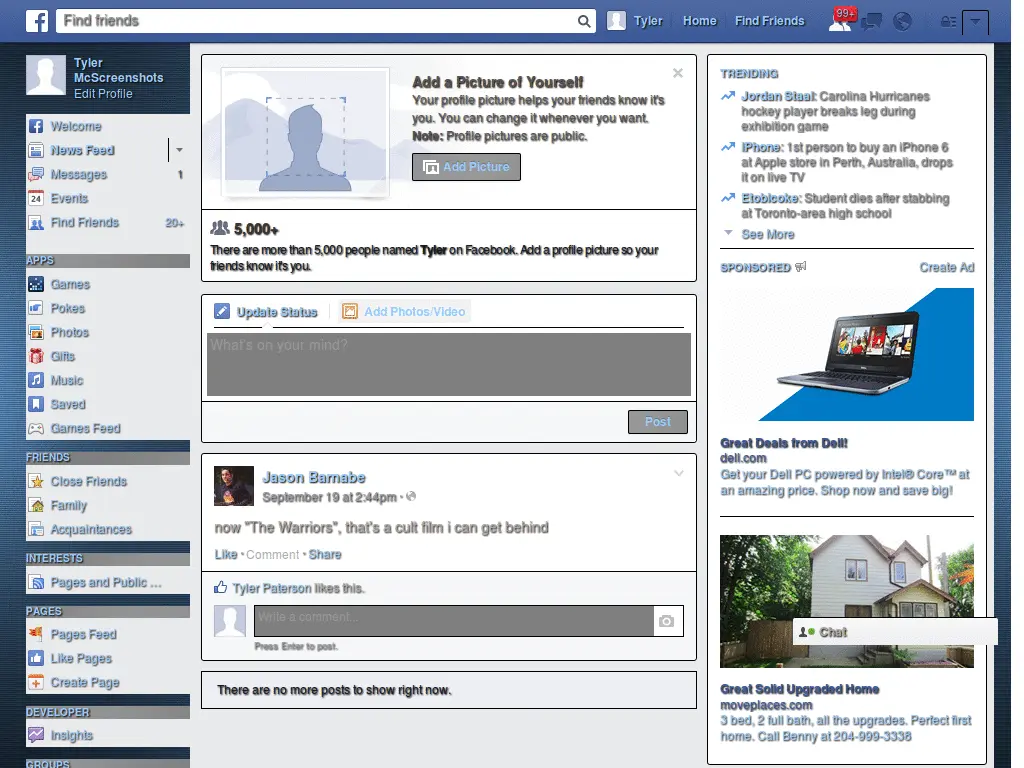 Find friends
Tyler
Home
Find Friends
99+
Tyler
McScreenshots
Edit Profile
Welcome
News Feed
Messages 1
24 Events
Find Friends 20+
APPS
Games
Pokes
Photos
Gifts
Music
Saved
Games Feed
FRIENDS
Close Friends
Family
Acquaintances
INTERESTS
Pages and Public ...
PAGES
Pages Feed
Like Pages
Create Page
DEVELOPER
Insights
GROUPS
Add a Picture of Yourself
Your profile picture helps your friends know it's
you. You can change it whenever you want.
Note: Profile pictures are public.
Add Picture
5,000+
There are more than 5,000 people named Tyler on Facebook. Add a profile picture so your
friends know it's you.
Update Status
Add Photos/Video
What's on your mind?
Post
Jason Barnabe
September 19 at 2:44pm ·
now "The Warriors", that's a cult film i can get behind
Like · Comment · Share
Tyler Paterson likes this.
Write a comment...
Press Enter to post.
There are no more posts to show right now.
TRENDING
Jordan Staal: Carolina Hurricanes
hockey player breaks leg during
exhibition game
IPhone: 1st person to buy an iPhone 6
at Apple store in Perth, Australia, drops
it on live TV
Etobicoke: Student dies after stabbing
at Toronto-area high school
See More
SPONSORED
Create Ad
Great Deals from Dell!
dell.com
Get your Dell PC powered by Intel® Core™ at
an amazing price. Shop now and save big!
Chat
Great Solid Upgraded Home
moveplaces.com
3 bed, 2 full bath, all the upgrades. Perfect first
home. Call Benny at 204-999-3338